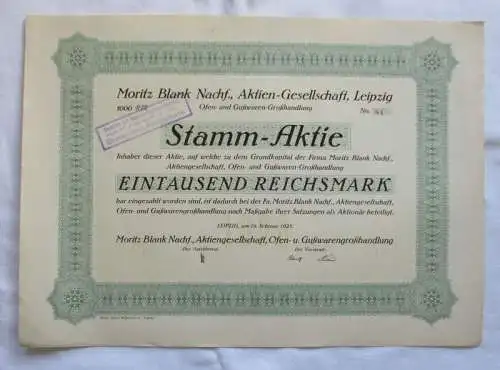 Moritz Blank Nachf., Aktien-Gesellschaft, Leipzig
1000 RM Ofen- und Gußwaren-Großhandlung No.
Stamm-Aktie
Inhaber dieser Aktie, auf welche zu dem Grundkapital der Firma Moritz Blank Nachf.,
Aktiengesellschaft, Ofen- und Gußwaren-Großhandlung
EINTAUSEND REICHSMARK
bar eingezahlt worden sind, ist dadurch bei der Fa. Moritz Blank Nachf., Aktiengesellschaft,
Ofen- und Gußwarengroßhandlung nach Maßgabe ihrer Satzungen als Aktionär beteiligt.
LEIPZIG, am Februar 1925.
Moritz Blank Nachf., Aktiengesellschaft, Ofen- u. Gußwarengroßhandlung
Der Aufsichtsrat. Der Vorstand.